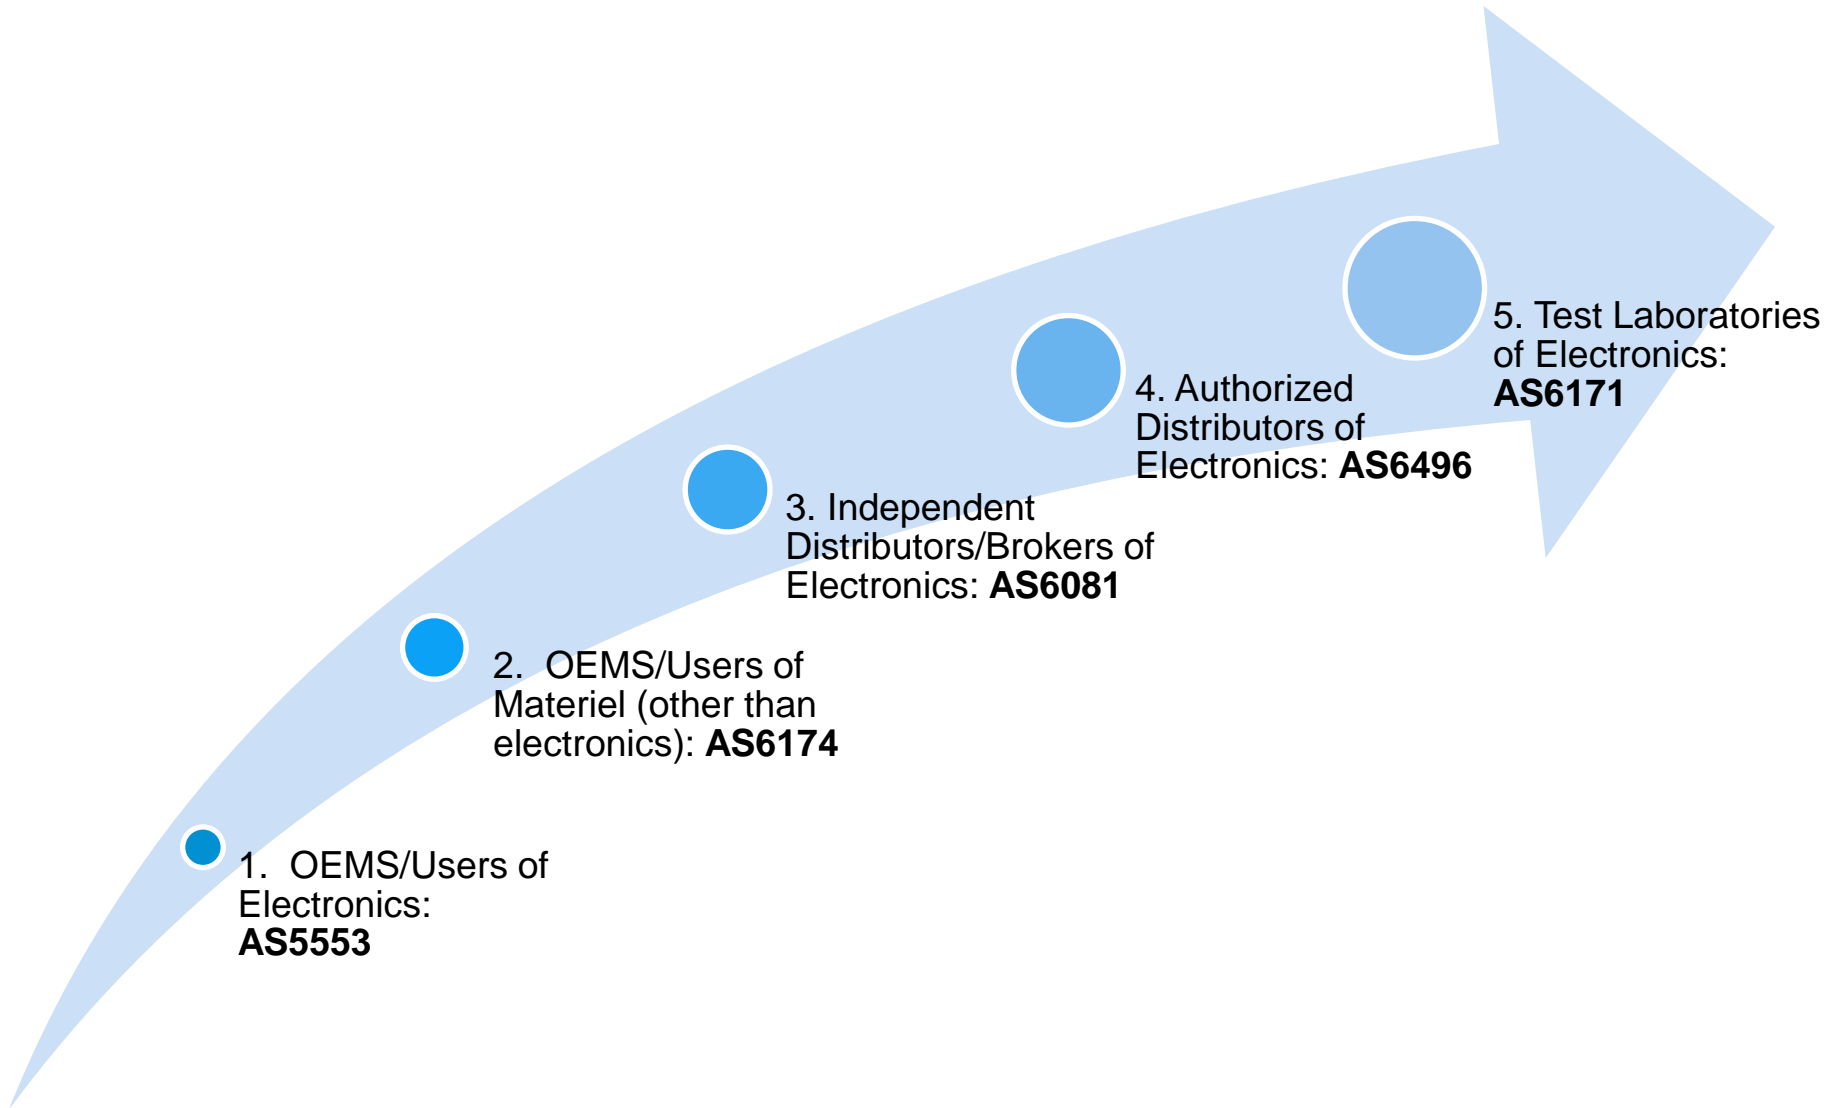 1.  OEMS/Users of
Electronics:
AS5553
2.  OEMS/Users of
Materiel (other than
electronics): AS6174
3. Independent
Distributors/Brokers of
Electronics: AS6081
4. Authorized
Distributors of
Electronics: AS6496
5. Test Laboratories
of Electronics:
AS6171